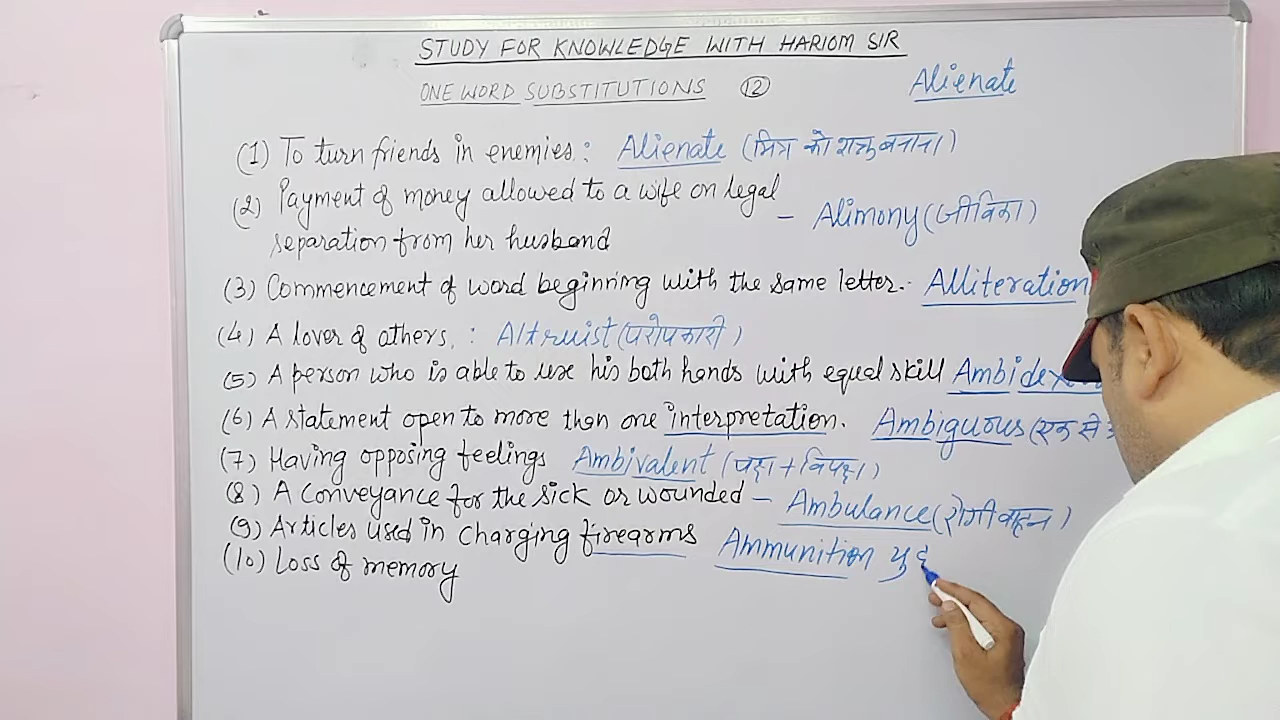 STUDY FOR KNOWLEDGE WITH HARIOM SIR
ONE WORD SUBSTITUTIONS (12)
Alienate
(1) To turn friends in enemies: Alienate (मित्र को शत्रु बनाना)
(2) Payment of money allowed to a wife on legal
separation from her husband - Alimony (जीविका)
(3) Commencement of word beginning with the same letter.- Alliteration
(4) A lover of others. : Altruist (परोपकारी)
(5) A person who is able to use his both hands with equal skill
(6) A statement open to more than one interpretation. Ambiguous (एक से
(7) Having opposing feelings Ambivalent (पक्ष + विपक्ष)
(8) A Conveyance for the sick or wounded - Ambulance (रोगी वाहन)
(9) Articles used in charging firearms Ammunition
(10) Loss of memory